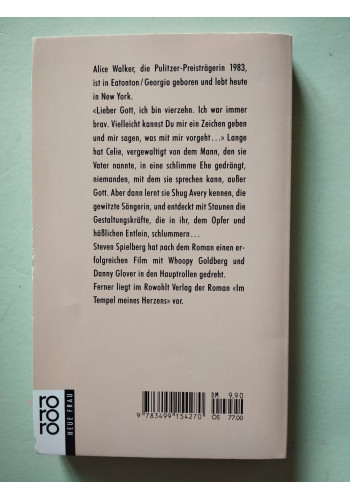 Alice Walker, die Pulitzer-Preisträgerin 1983,
ist in Eatonton/Georgia geboren und lebt heute
in New York.
«Lieber Gott, ich bin vierzehn. Ich war immer
brav. Vielleicht kannst Du mir ein Zeichen geben
und mir sagen, was mit mir vorgeht...» Lange
hat Celie, vergewaltigt von dem Mann, den sie
Vater nannte, in eine schlimme Ehe gedrängt,
niemanden, mit dem sie sprechen kann, außer
Gott. Aber dann lernt sie Shug Avery kennen, die
gewitzte Sängerin, und entdeckt mit Staunen die
Gestaltungskräfte, die in ihr, dem Opfer und
häßlichen Entlein, schlummern...
Steven Spielberg hat nach dem Roman einen er-
folgreichen Film mit Whoopy Goldberg und
Danny Glover in den Hauptrollen gedreht.
Ferner liegt im Rowohlt Verlag der Roman «Im
Tempel meines Herzens» vor.
ro
ro
NEUE FRAU
DM 9.90
9 783499 154270
ÖS 77.00